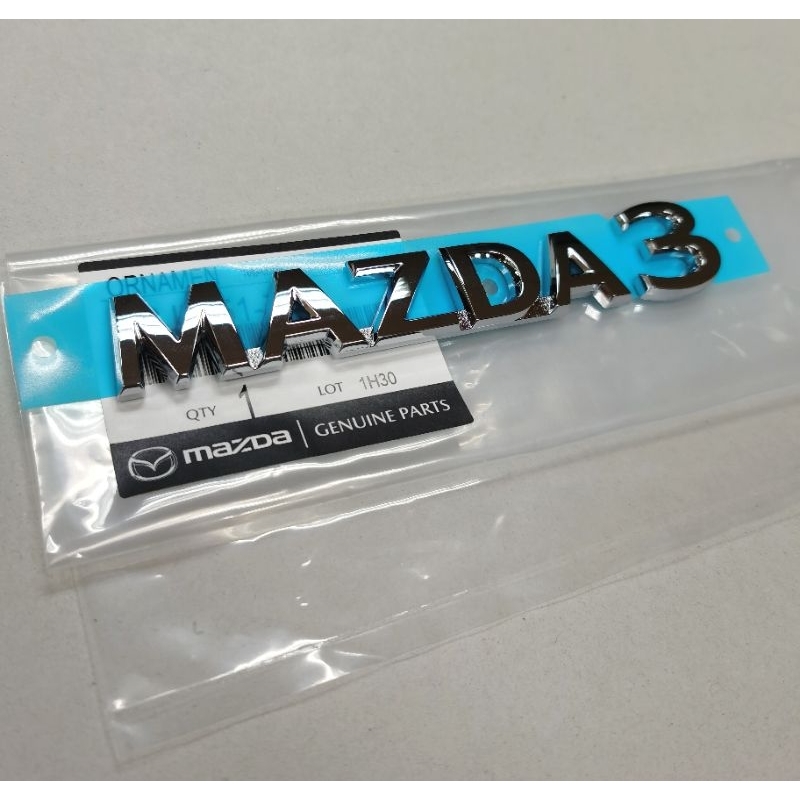 ORNAMEN
MAZDA3
QTY 1 LOT 1H30
mazda GENUINE PARTS